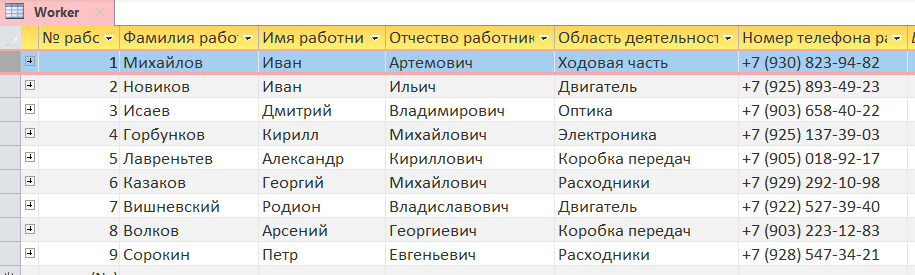 Worker
№ рабо Фамилия рабо Имя работни Отчество работник Область деятельност Номер телефона ра
1 Михайлов Иван Артемович Ходовая часть +7 (930) 823-94-82
2 Новиков Иван Ильич Двигатель +7 (925) 893-49-23
3 Исаев Дмитрий Владимирович Оптика +7 (903) 658-40-22
4 Горбунков Кирилл Михайлович Электроника +7 (925) 137-39-03
5 Лавреньтев Александр Кириллович Коробка передач +7 (905) 018-92-17
6 Казаков Георгий Михайлович Расходники +7 (929) 292-10-98
7 Вишневский Родион Владиславович Двигатель +7 (922) 527-39-40
8 Волков Арсений Георгиевич Коробка передач +7 (903) 223-12-83
9 Сорокин Петр Евгеньевич Расходники +7 (928) 547-34-21